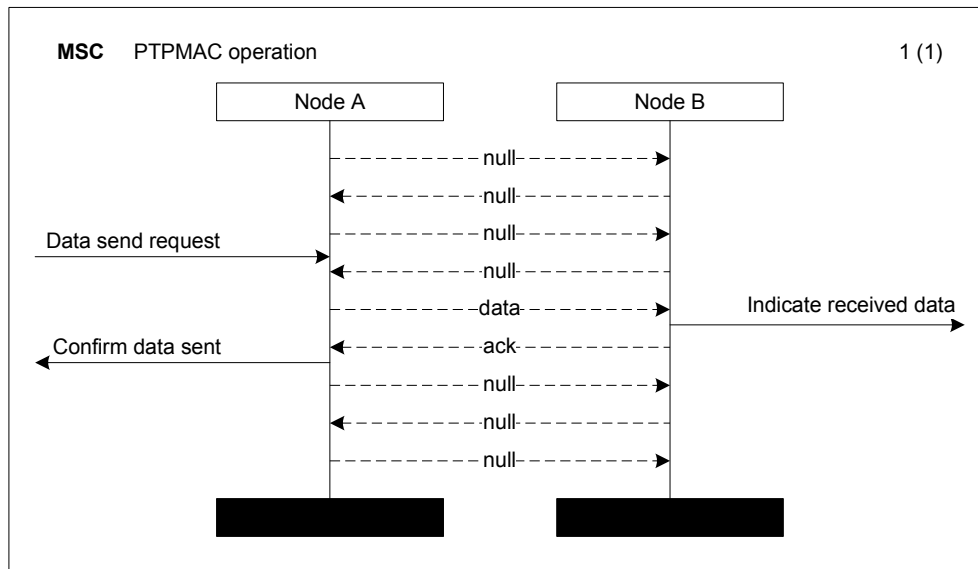 MSC PTPMAC operation 1 (1)
Node A Node B
null
null
null
Data send request
null
data
Indicate received data
ack
Confirm data sent
null
null
null